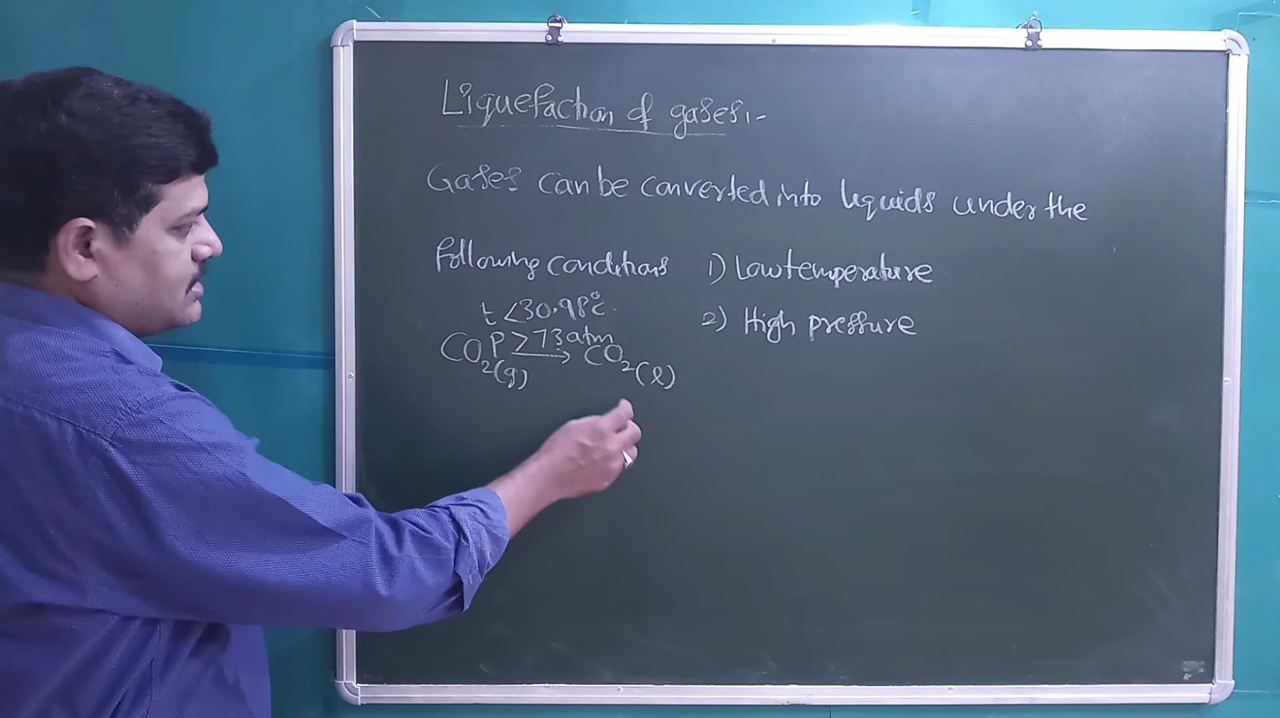 Liquefaction of gases:-
Gases can be converted into liquids under the
following conditions 1) Low temperature
2) High pressure
t < 30.98°c
CO₂(g) P ≥ 73 atm → CO₂(l)